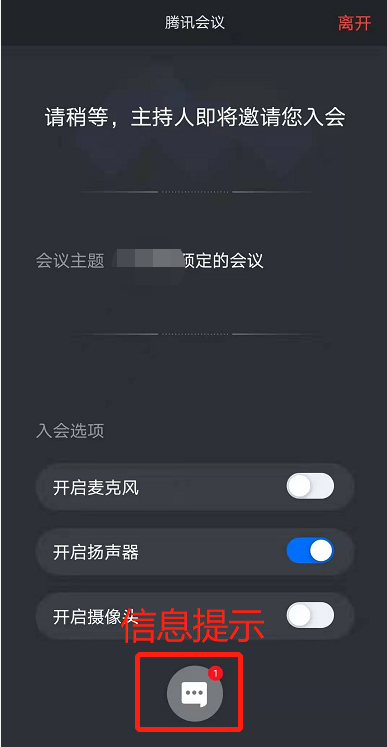 腾讯会议
离开
请稍等，主持人即将邀请您入会
会议主题 预定的会议
入会选项
开启麦克风
开启扬声器
开启摄像头
信息提示
1